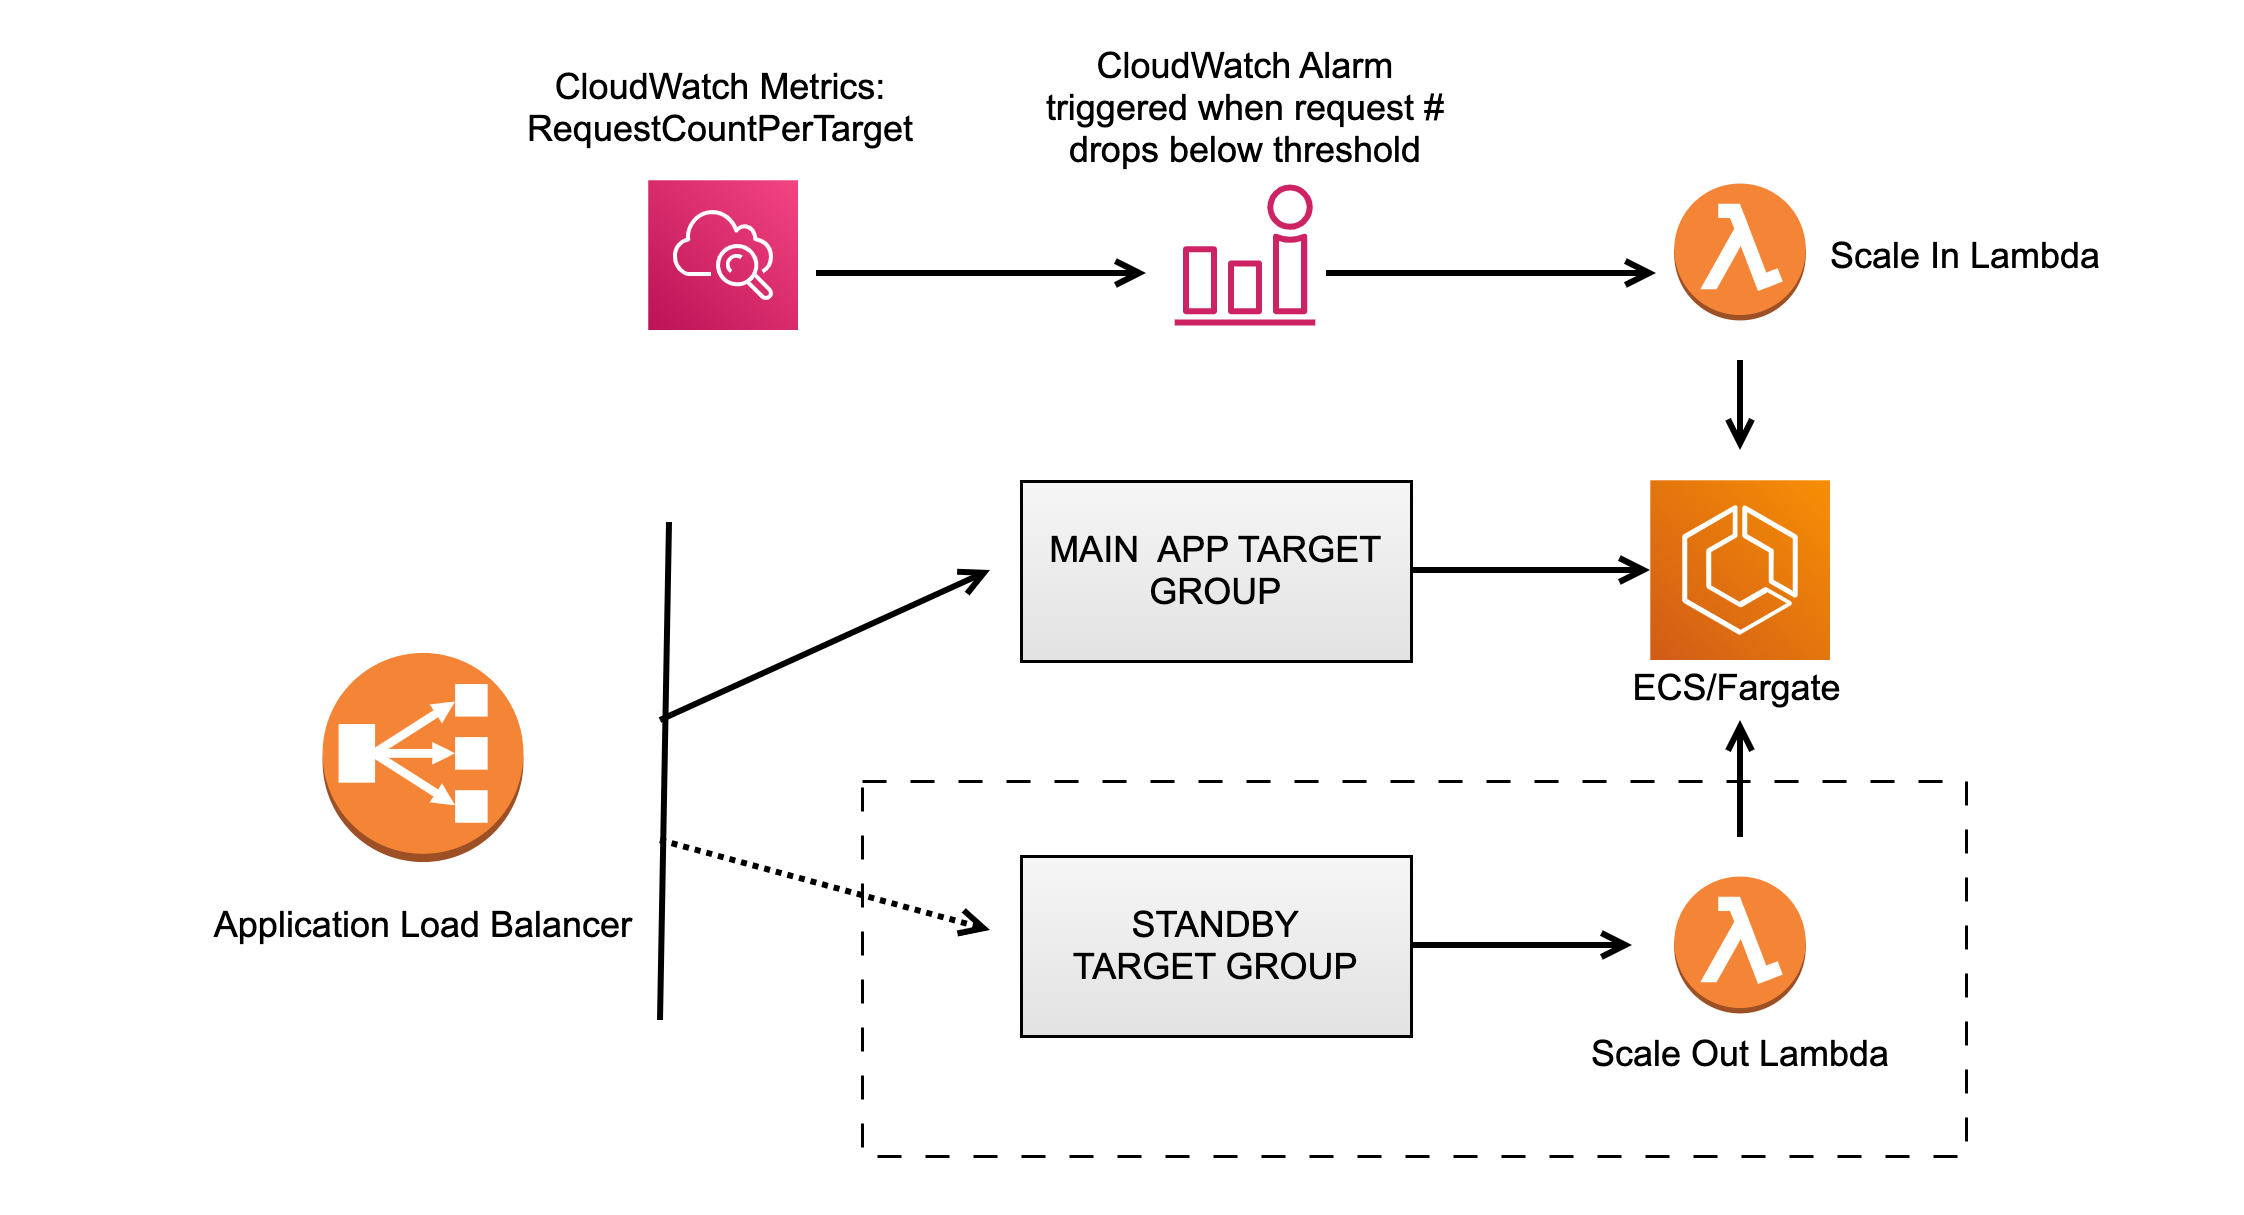 CloudWatch Metrics:
RequestCountPerTarget
CloudWatch Alarm
triggered when request #
drops below threshold
Scale In Lambda
MAIN  APP TARGET
GROUP
ECS/Fargate
Application Load Balancer
STANDBY
TARGET GROUP
Scale Out Lambda